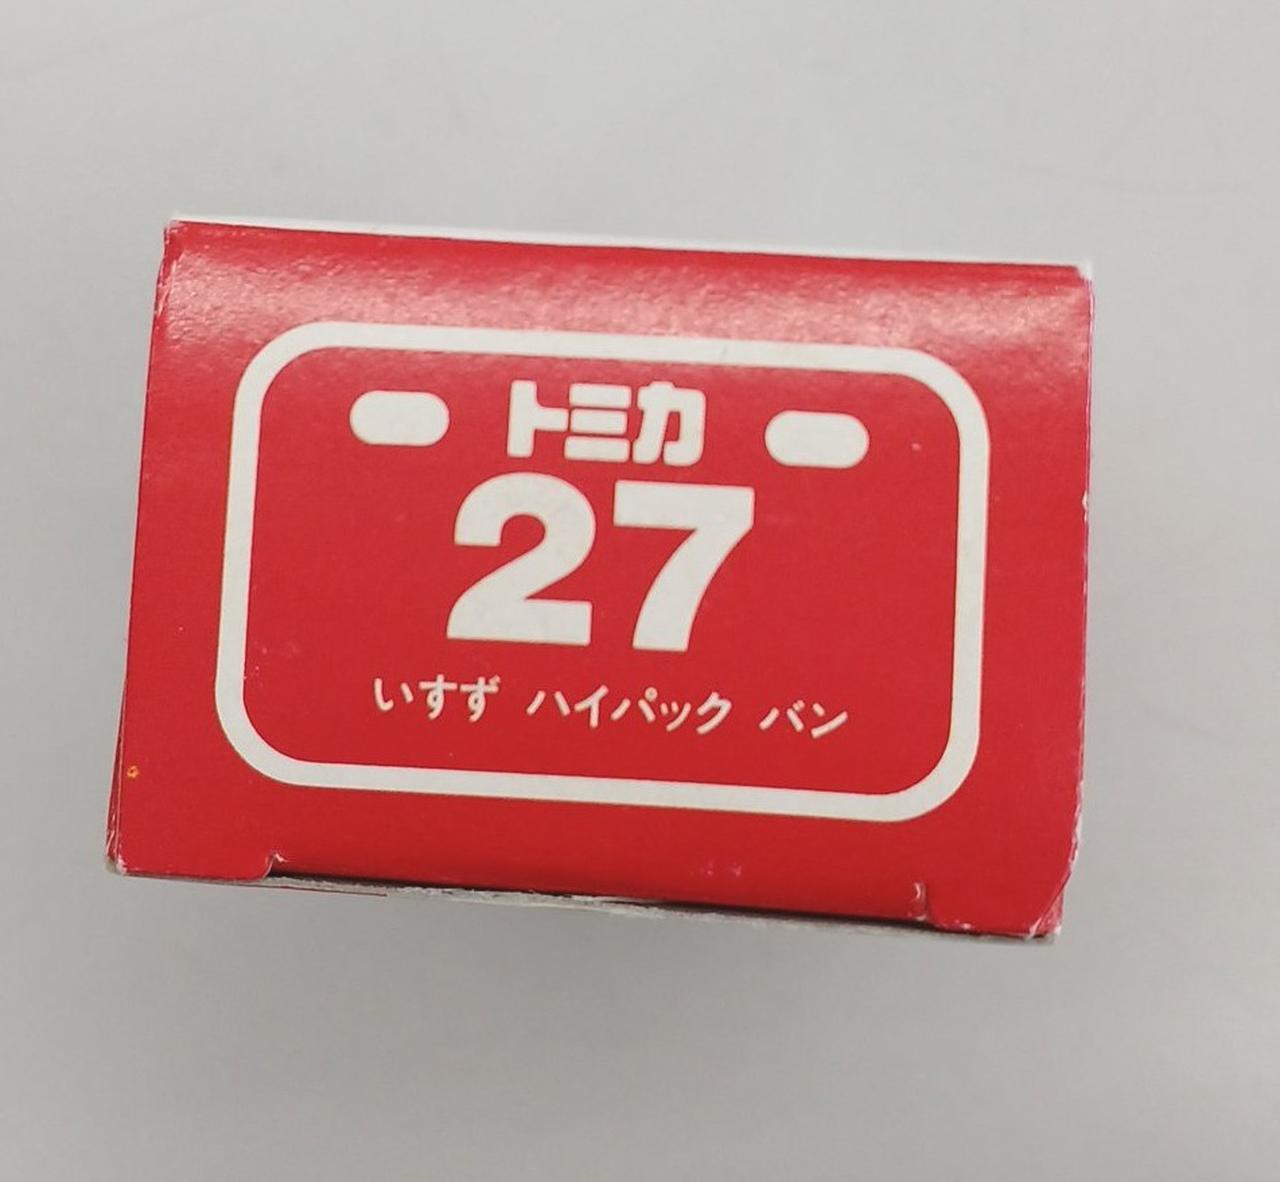 トミカ
27
いすず ハイパック バン